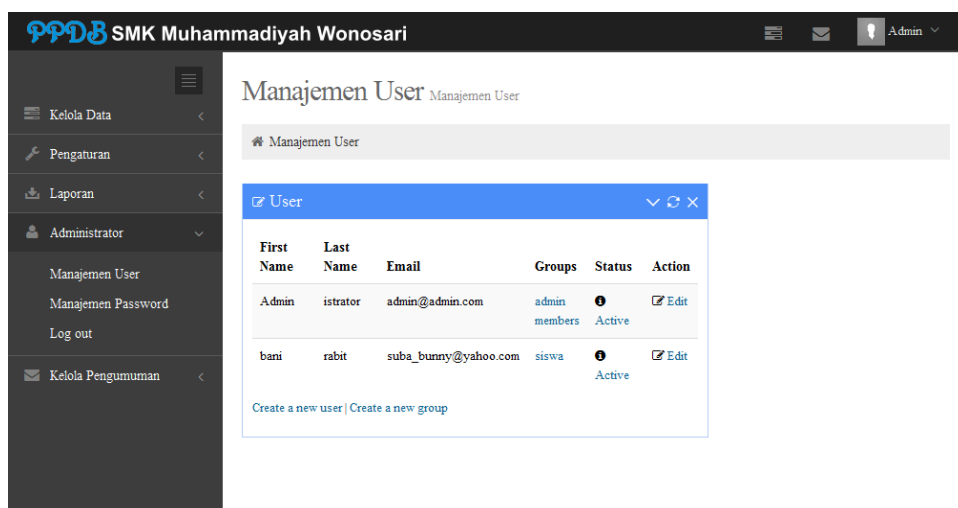 PPDB SMK Muhammadiyah Wonosari
Admin
Kelola Data
Pengaturan
Laporan
Administrator
Manajemen User
Manajemen Password
Log out
Kelola Pengumuman
Manajemen User Manajemen User
Manajemen User
User
First Name Last Name Email Groups Status Action
Admin istrator admin@admin.com admin members Active Edit
bani rabit suba_bunny@yahoo.com siswa Active Edit
Create a new user | Create a new group